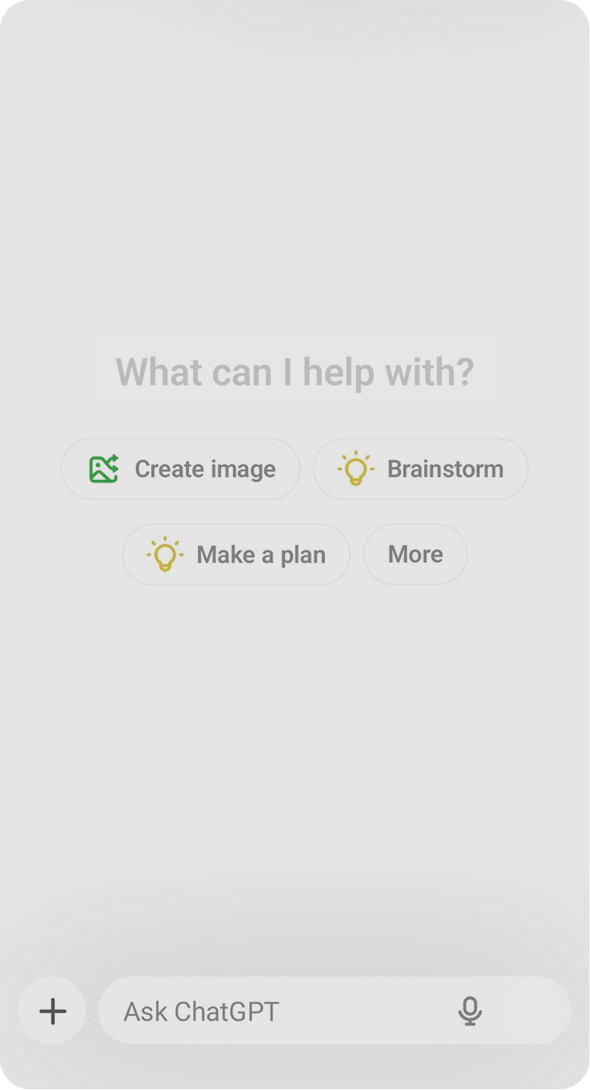 What can I help with?
Create image
Brainstorm
Make a plan
More
Ask ChatGPT